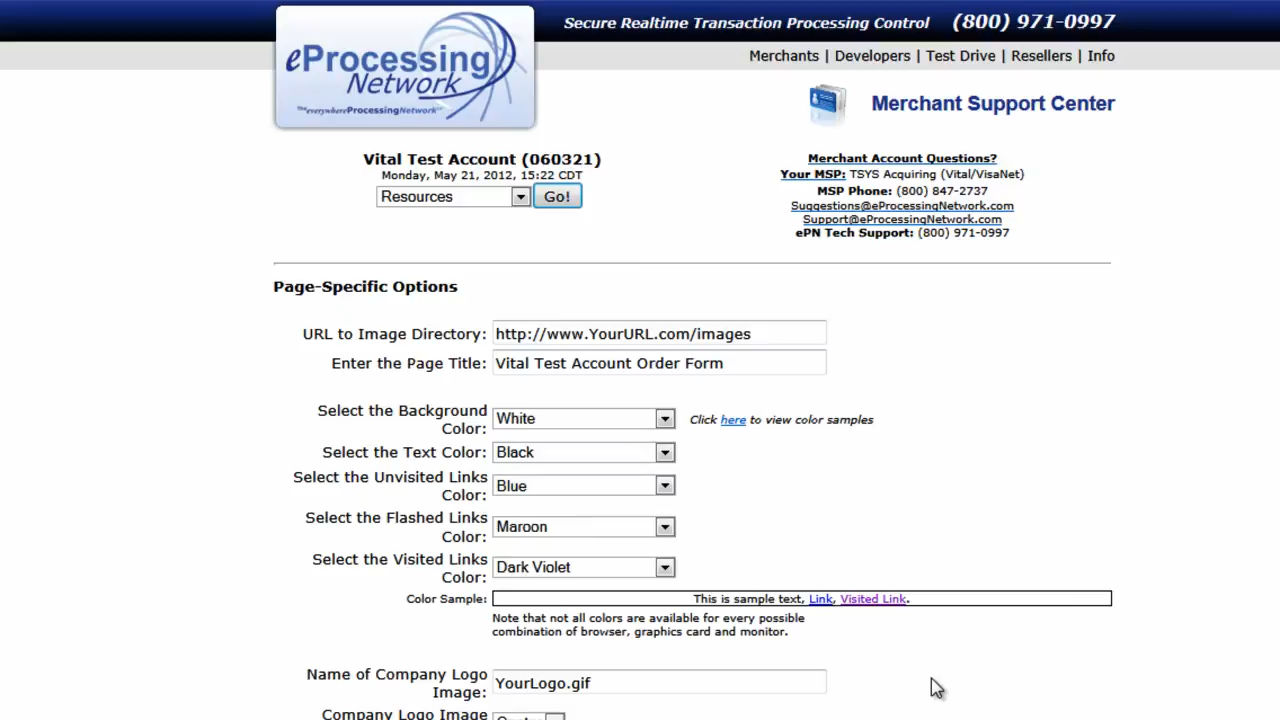 Secure Realtime Transaction Processing Control (800) 971-0997
eProcessing
Network
The everywhereProcessingNetwork
Merchants | Developers | Test Drive | Resellers | Info
Merchant Support Center
Vital Test Account (060321)
Monday, May 21, 2012, 15:22 CDT
Resources Go!
Merchant Account Questions?
Your MSP: TSYS Acquiring (Vital/VisaNet)
MSP Phone: (800) 847-2737
Suggestions@eProcessingNetwork.com
Support@eProcessingNetwork.com
ePN Tech Support: (800) 971-0997
Page-Specific Options
URL to Image Directory: http://www.YourURL.com/images
Enter the Page Title: Vital Test Account Order Form
Select the Background
Color: White Click here to view color samples
Select the Text Color: Black
Select the Unvisited Links
Color: Blue
Select the Flashed Links
Color: Maroon
Select the Visited Links
Color: Dark Violet
Color Sample: This is sample text, Link, Visited Link.
Note that not all colors are available for every possible
combination of browser, graphics card and monitor.
Name of Company Logo
Image: YourLogo.gif
Company Logo Image